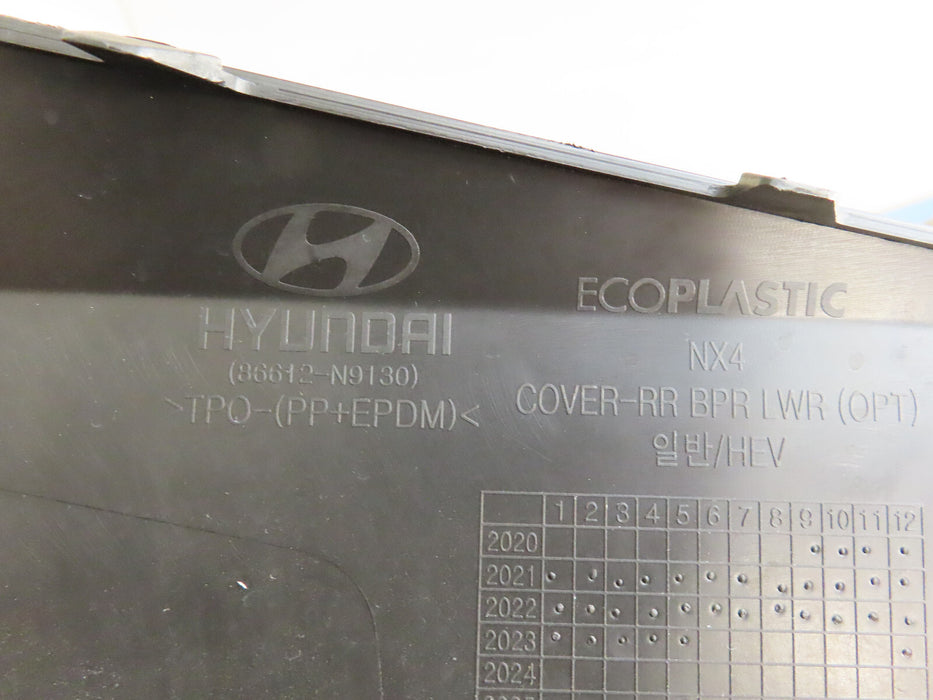 HYUNDAI
(86612-N9130)
>TPO-(PP+EPDM)<
ECOPLASTIC
NX4
COVER-RR BPR LWR (OPT)
일반/HEV
1 2 3 4 5 6 7 8 9 10 11 12
2020
2021
2022
2023
2024